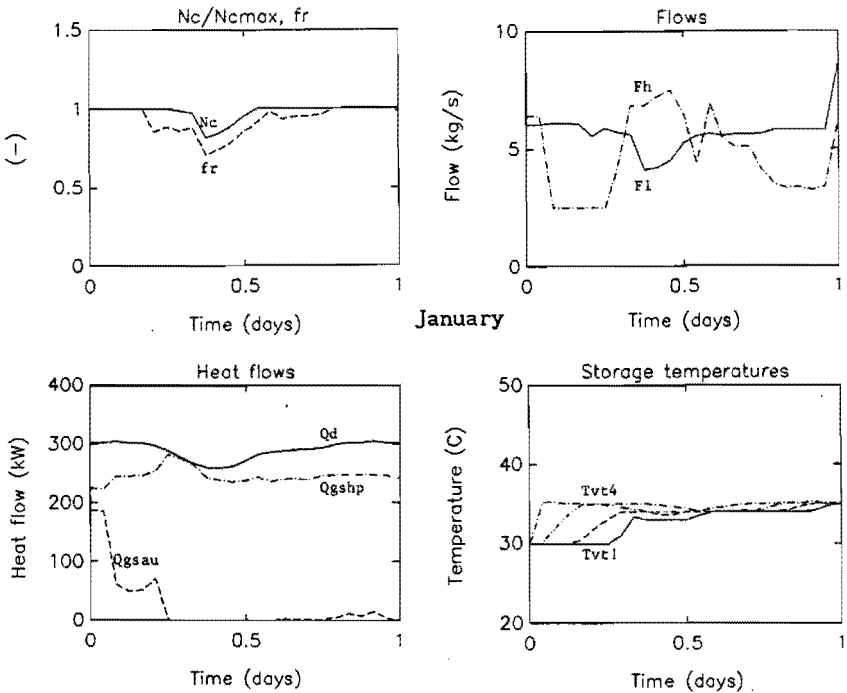 Nc/Ncmax, fr
1.5
1
0.5
0
(-)
Nc
fr
0
0.5
1
Time (days)
Flows
10
5
0
Flow (kg/s)
Fh
Fl
0
0.5
1
Time (days)
January
Heat flows
400
300
200
100
0
Heat flow (kW)
Qd
Qgshp
Qgsau
0
0.5
1
Time (days)
Storage temperatures
50
40
30
20
Temperature (C)
Tvt4
Tvt1
0
0.5
1
Time (days)